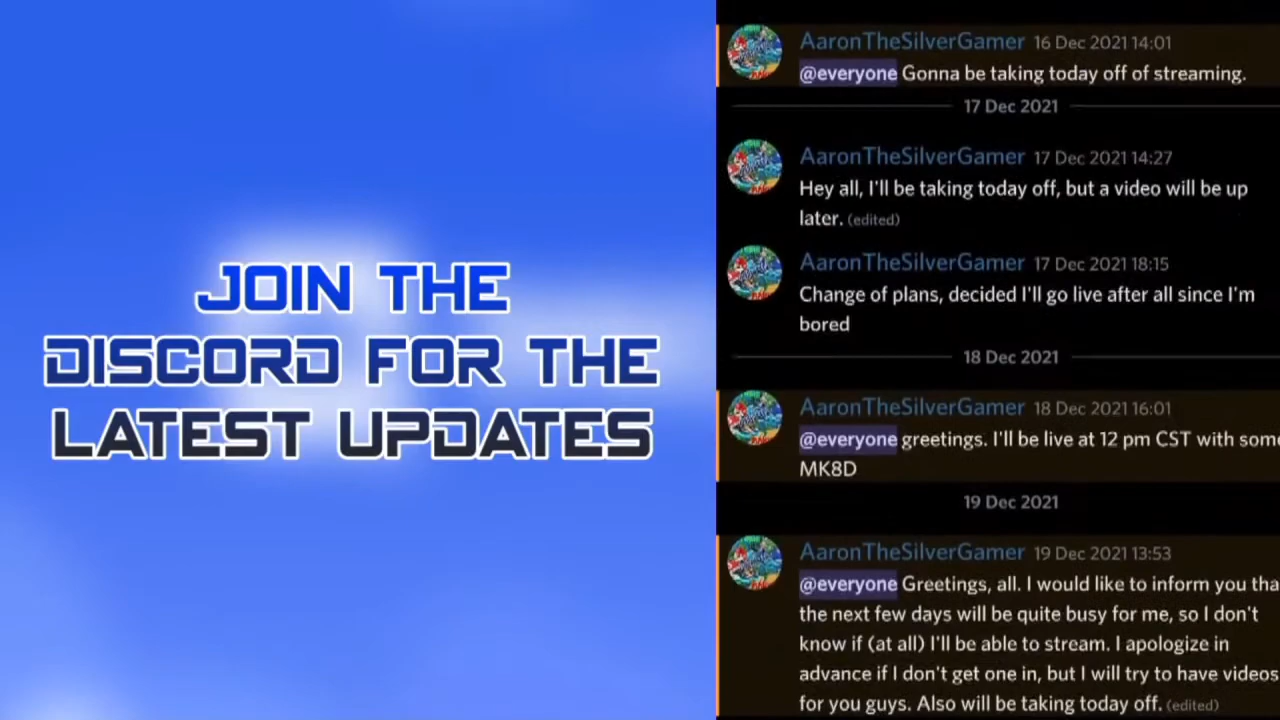 JOIN THE
DISCORD FOR THE
LATEST UPDATES
AaronTheSilverGamer 16 Dec 2021 14:01
@everyone Gonna be taking today off of streaming.
17 Dec 2021
AaronTheSilverGamer 17 Dec 2021 14:27
Hey all, I'll be taking today off, but a video will be up
later. (edited)
AaronTheSilverGamer 17 Dec 2021 18:15
Change of plans, decided I'll go live after all since I'm
bored
18 Dec 2021
AaronTheSilverGamer 18 Dec 2021 16:01
@everyone greetings. I'll be live at 12 pm CST with som
MK8D
19 Dec 2021
AaronTheSilverGamer 19 Dec 2021 13:53
@everyone Greetings, all. I would like to inform you tha
the next few days will be quite busy for me, so I don't
know if (at all) I'll be able to stream. I apologize in
advance if I don't get one in, but I will try to have videos
for you guys. Also will be taking today off. (edited)